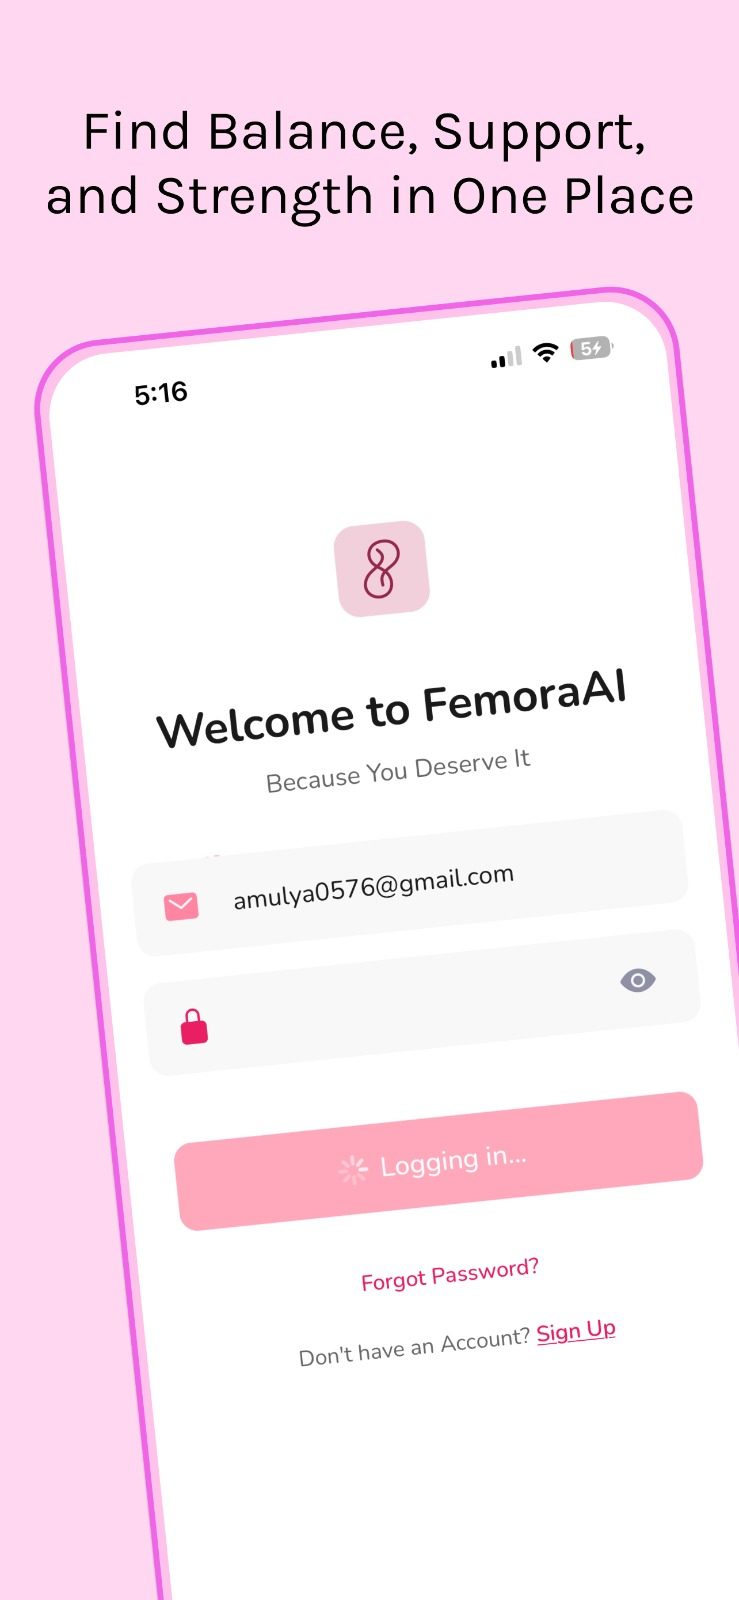 Find Balance, Support,
and Strength in One Place
5:16
5
Welcome to FemoraAI
Because You Deserve It
amulya0576@gmail.com
Logging in...
Forgot Password?
Don't have an Account? Sign Up